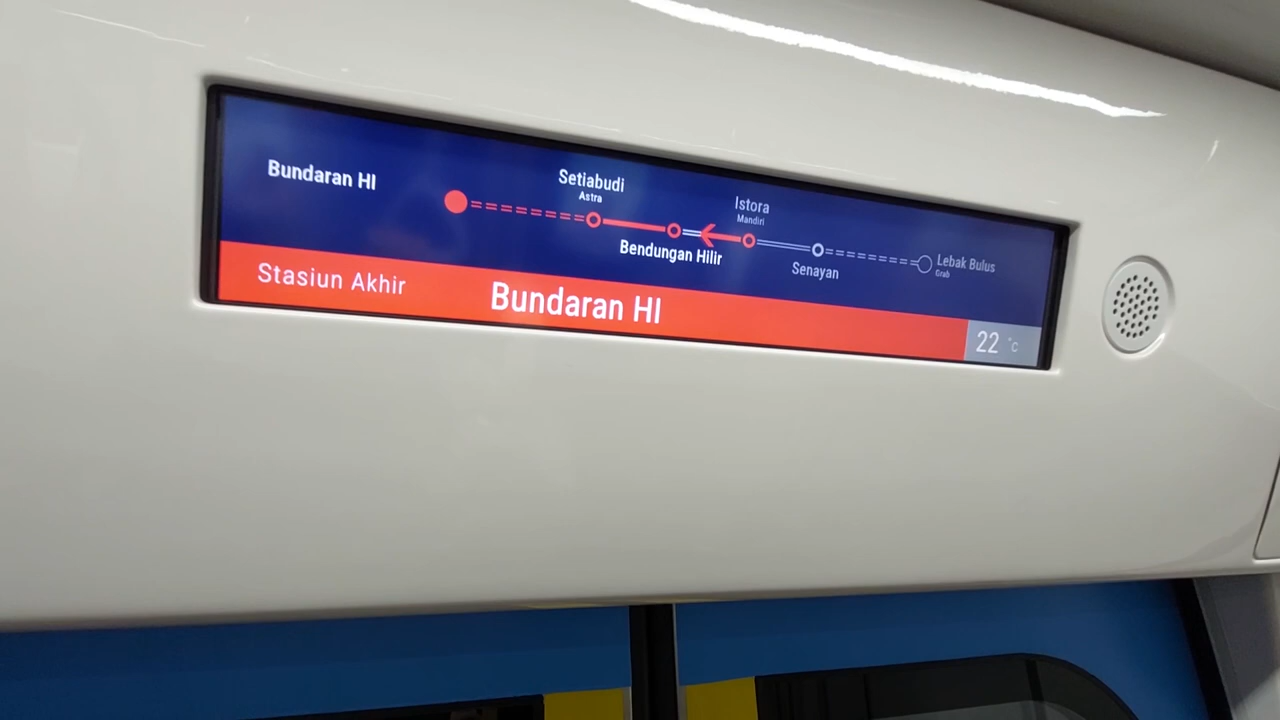 Bundaran HI
Setiabudi
Astra
Bendungan Hilir
Istora
Mandiri
Senayan
Lebak Bulus
Grab
Stasiun Akhir
Bundaran HI
22 °c